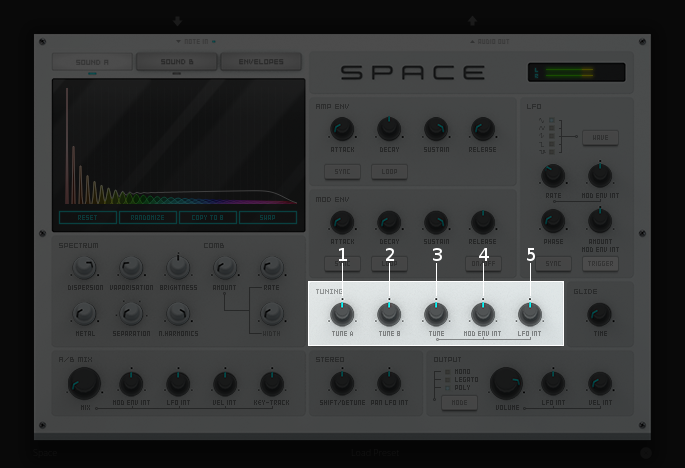 NOTE IN
AUDIO OUT
SOUND A SOUND B ENVELOPES
SPACE
L
R
AMP ENV
ATTACK DECAY SUSTAIN RELEASE
SYNC LOOP
LFO
WAVE
RATE MOD ENV INT
PHASE AMOUNT
MOD ENV INT
SYNC TRIGGER
MOD ENV
ATTACK DECAY SUSTAIN RELEASE
RESET RANDOMIZE COPY TO B SWAP
SPECTRUM COMB
DISPERSION VAPORISATION BRIGHTNESS AMOUNT RATE
METAL SEPARATION N.HARMONICS WIDTH
1 2 3 4 5
TUNING
TUNE A TUNE B TUNE MOD ENV INT LFO INT
GLIDE
TIME
A/B MIX
MIX MOD ENV INT LFO INT VEL INT KEY-TRACK
STEREO
SHIFT/DETUNE PAN LFO INT
OUTPUT
MONO
LEGATO
POLY
MODE
VOLUME LFO INT VEL INT